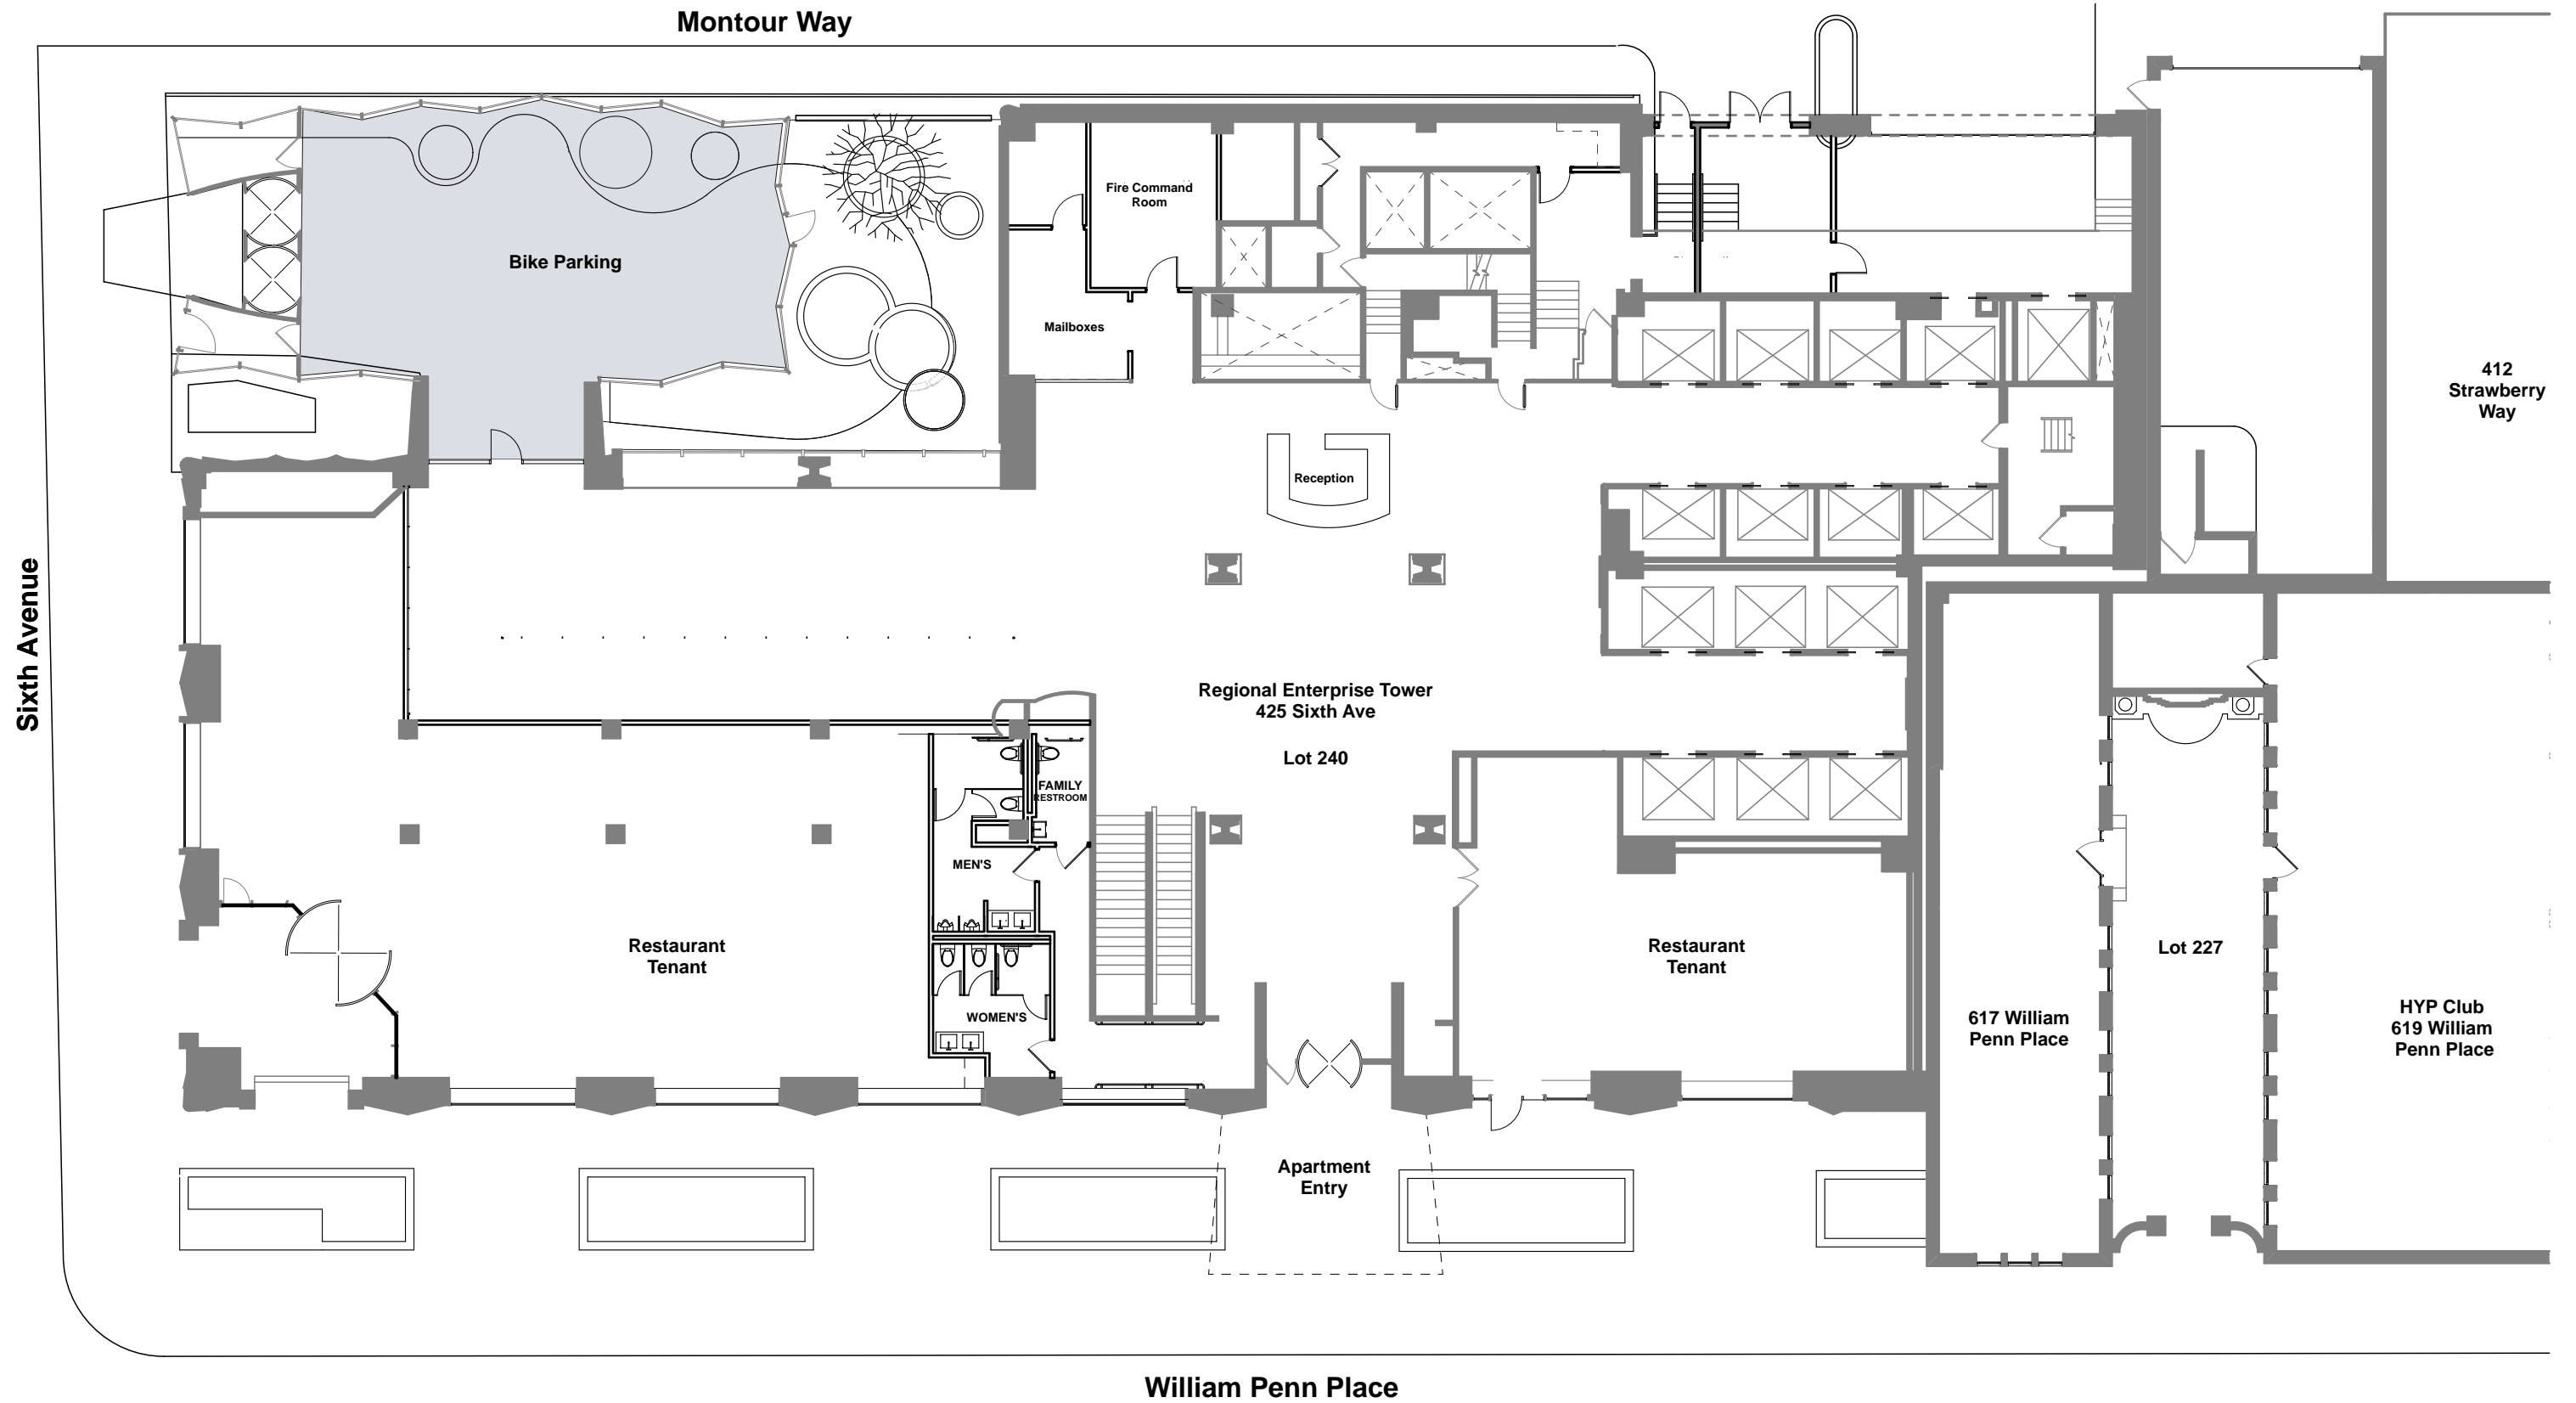 Montour Way
Fire Command
Room
Bike Parking
Mailboxes
412
Strawberry
Way
Reception
Sixth Avenue
Regional Enterprise Tower
425 Sixth Ave
Lot 240
FAMILY
RESTROOM
MEN'S
Restaurant
Tenant
Restaurant
Tenant
Lot 227
WOMEN'S
617 William
Penn Place
HYP Club
619 William
Penn Place
Apartment
Entry
William Penn Place